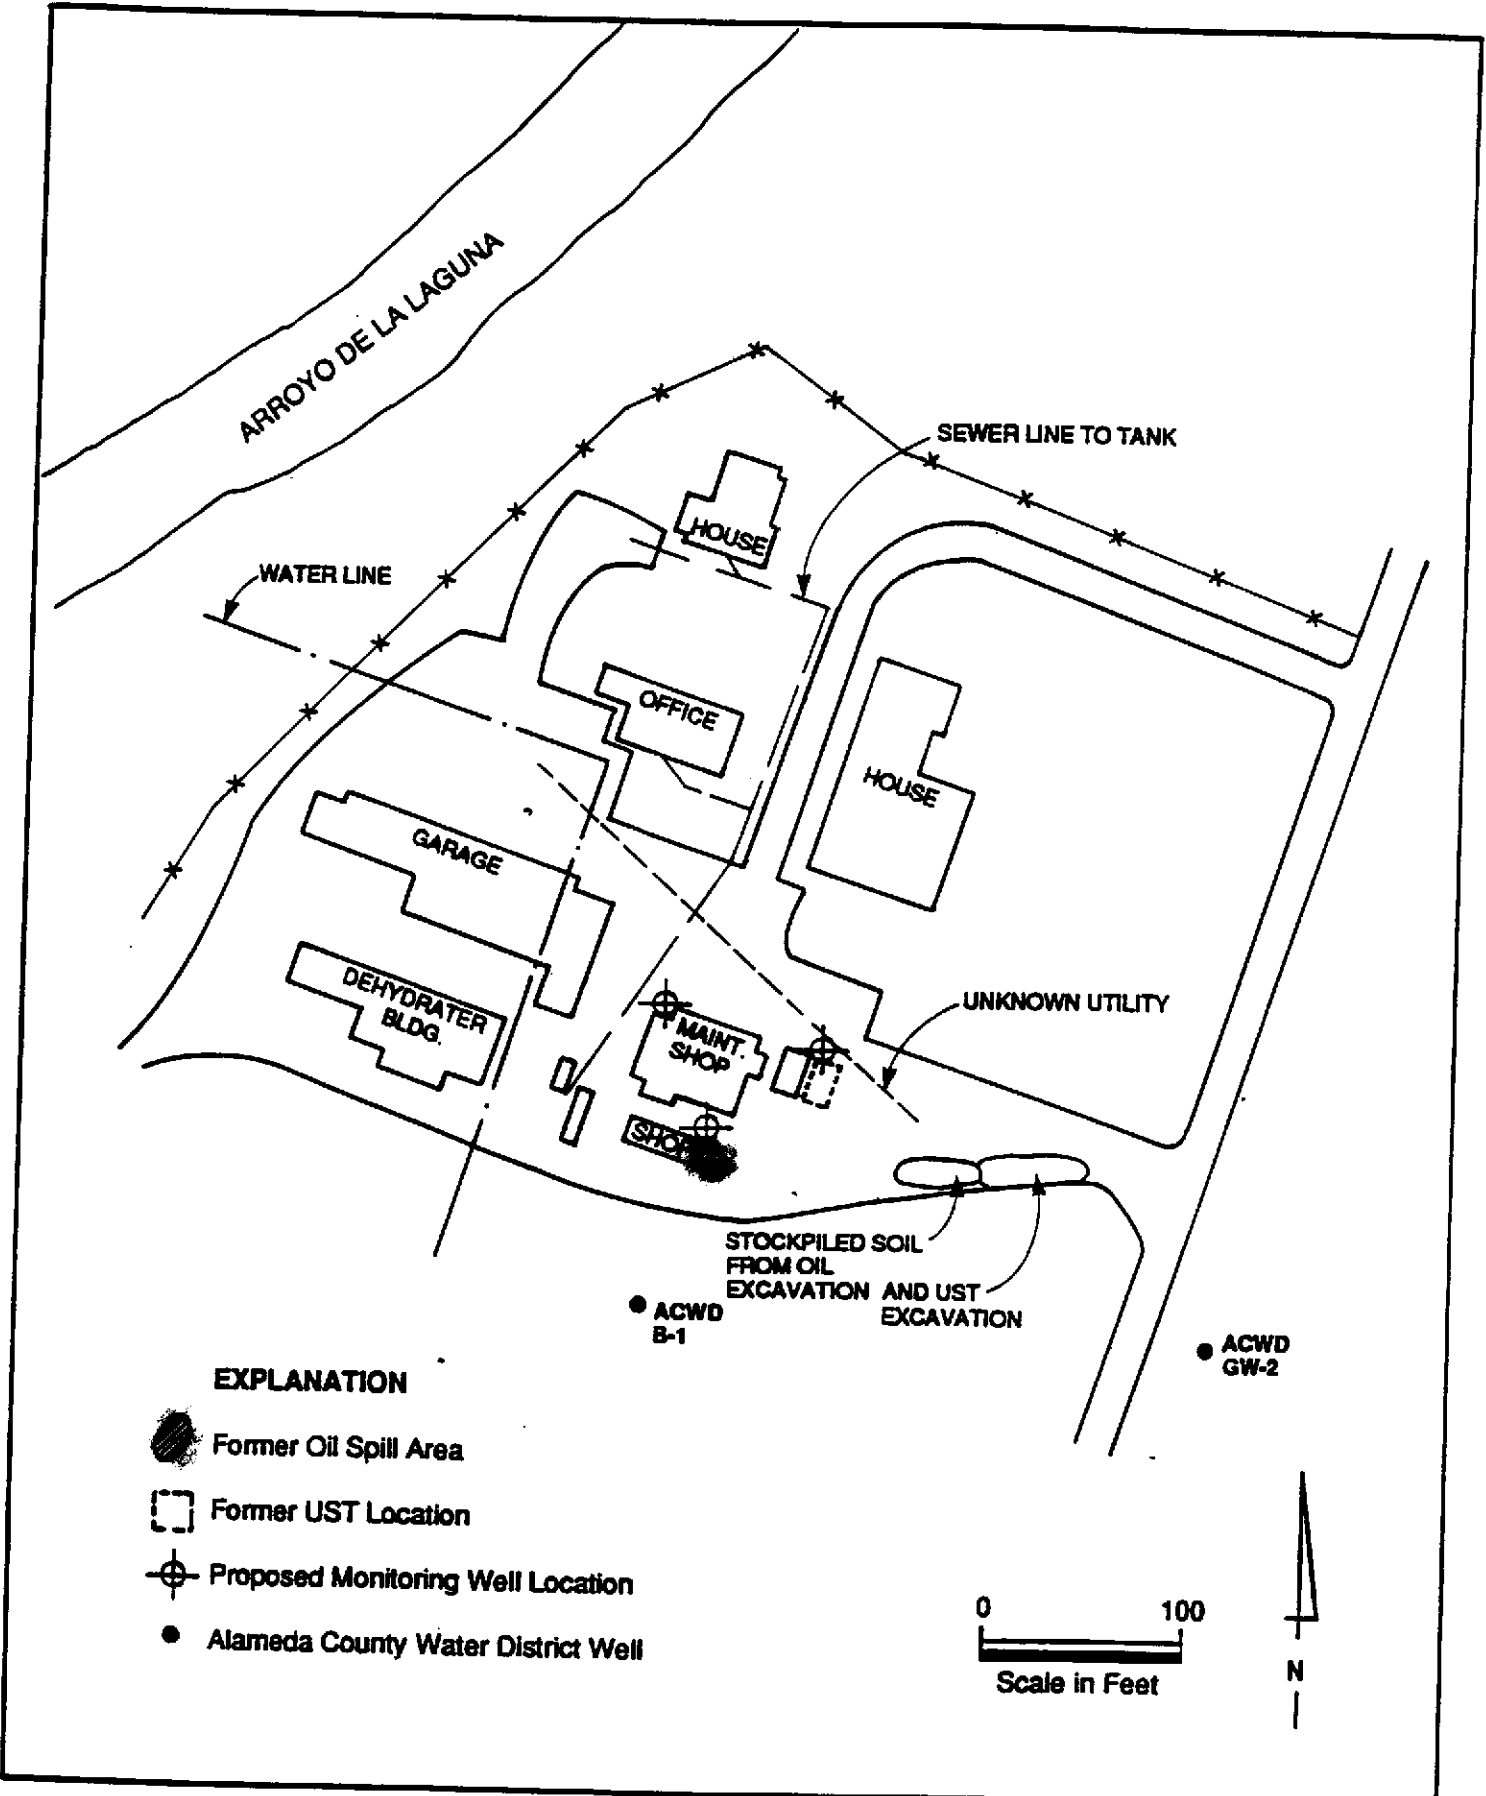 ARROYO DE LA LAGUNA
SEWER LINE TO TANK
HOUSE
WATER LINE
OFFICE
HOUSE
GARAGE
DEHYDRATER
BLDG.
UNKNOWN UTILITY
MAINT.
SHOP
SHOP
STOCKPILED SOIL
FROM OIL
EXCAVATION AND UST
EXCAVATION
ACWD
B-1
ACWD
GW-2
EXPLANATION
Former Oil Spill Area
Former UST Location
Proposed Monitoring Well Location
Alameda County Water District Well
0 100
Scale in Feet
N